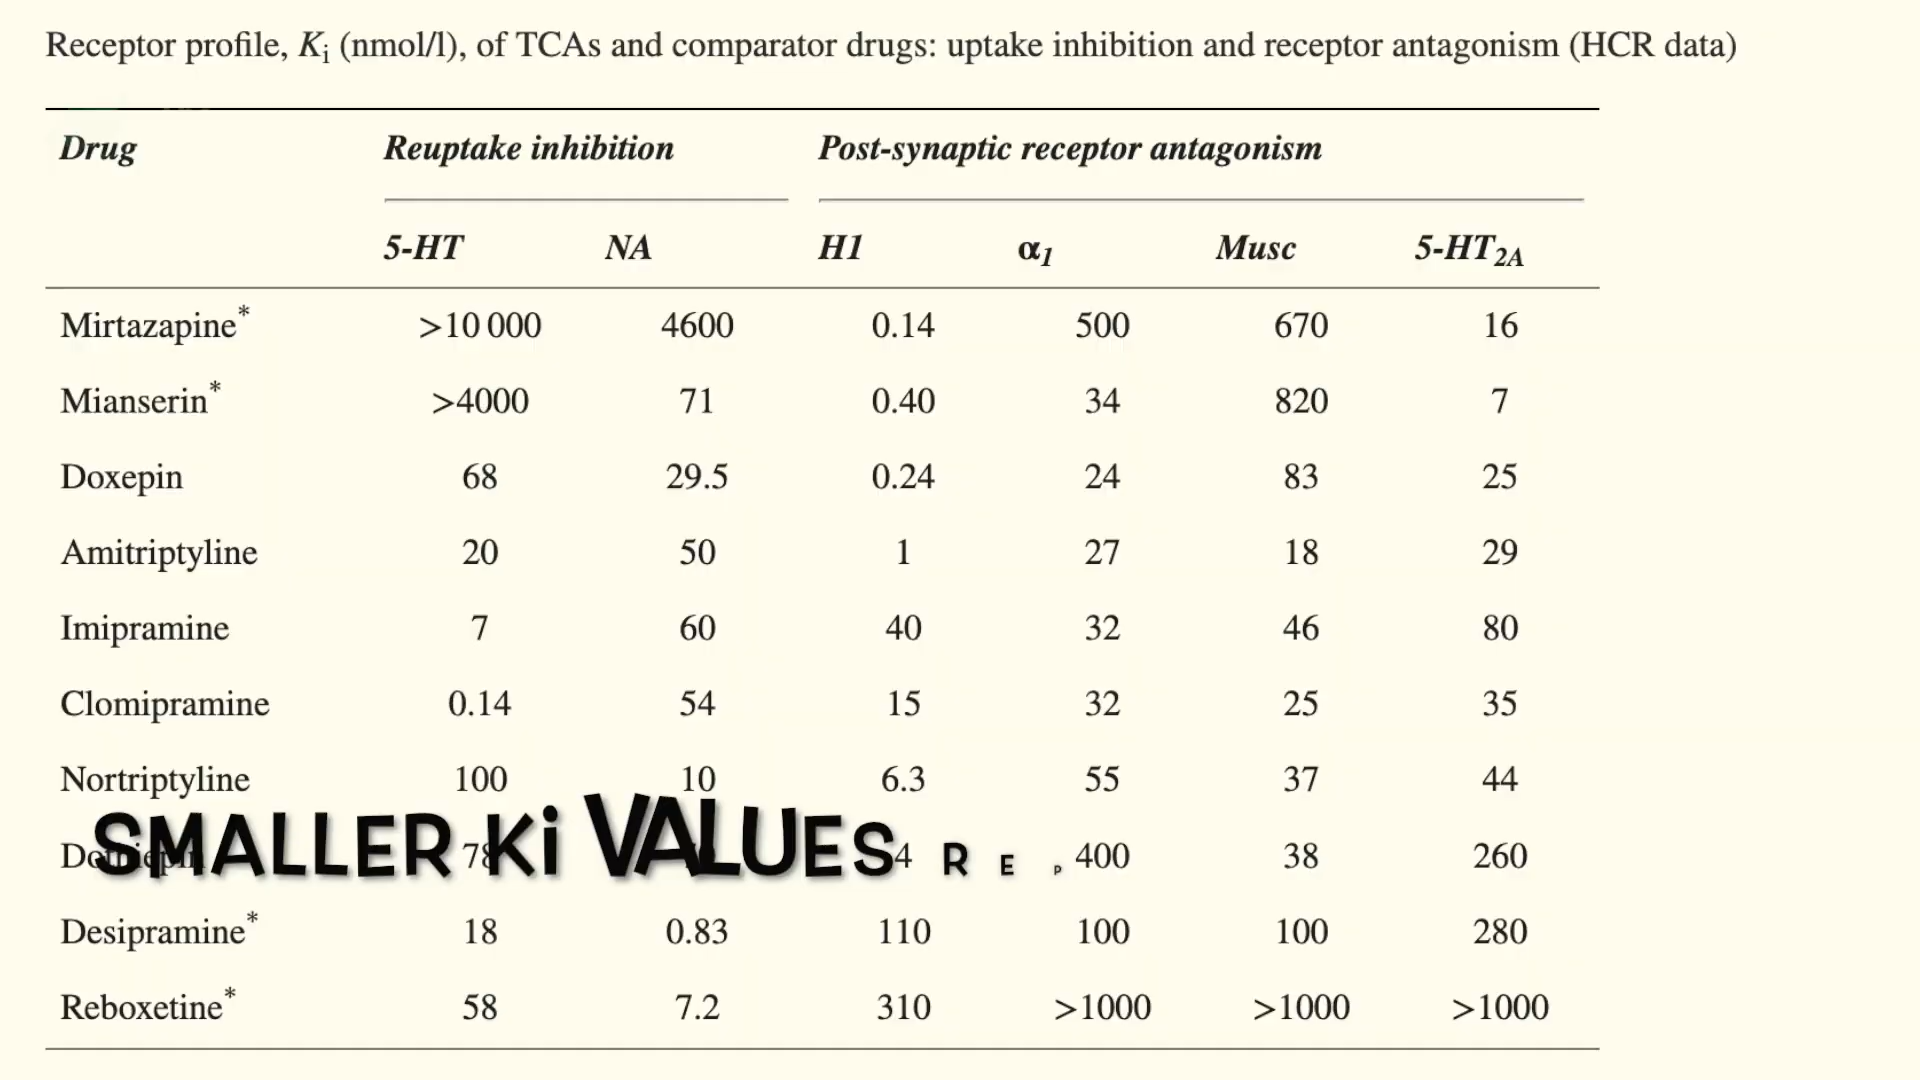 Receptor profile, Ki (nmol/l), of TCAs and comparator drugs: uptake inhibition and receptor antagonism (HCR data)
Drug Reuptake inhibition Post-synaptic receptor antagonism
5-HT NA H1 α1 Musc 5-HT2A
Mirtazapine* >10 000 4600 0.14 500 670 16
Mianserin* >4000 71 0.40 34 820 7
Doxepin 68 29.5 0.24 24 83 25
Amitriptyline 20 50 1 27 18 29
Imipramine 7 60 40 32 46 80
Clomipramine 0.14 54 15 32 25 35
Nortriptyline 100 10 6.3 55 37 44
SMALLER Ki VALUES R E P
400 38 260
Desipramine* 18 0.83 110 100 100 280
Reboxetine* 58 7.2 310 >1000 >1000 >1000